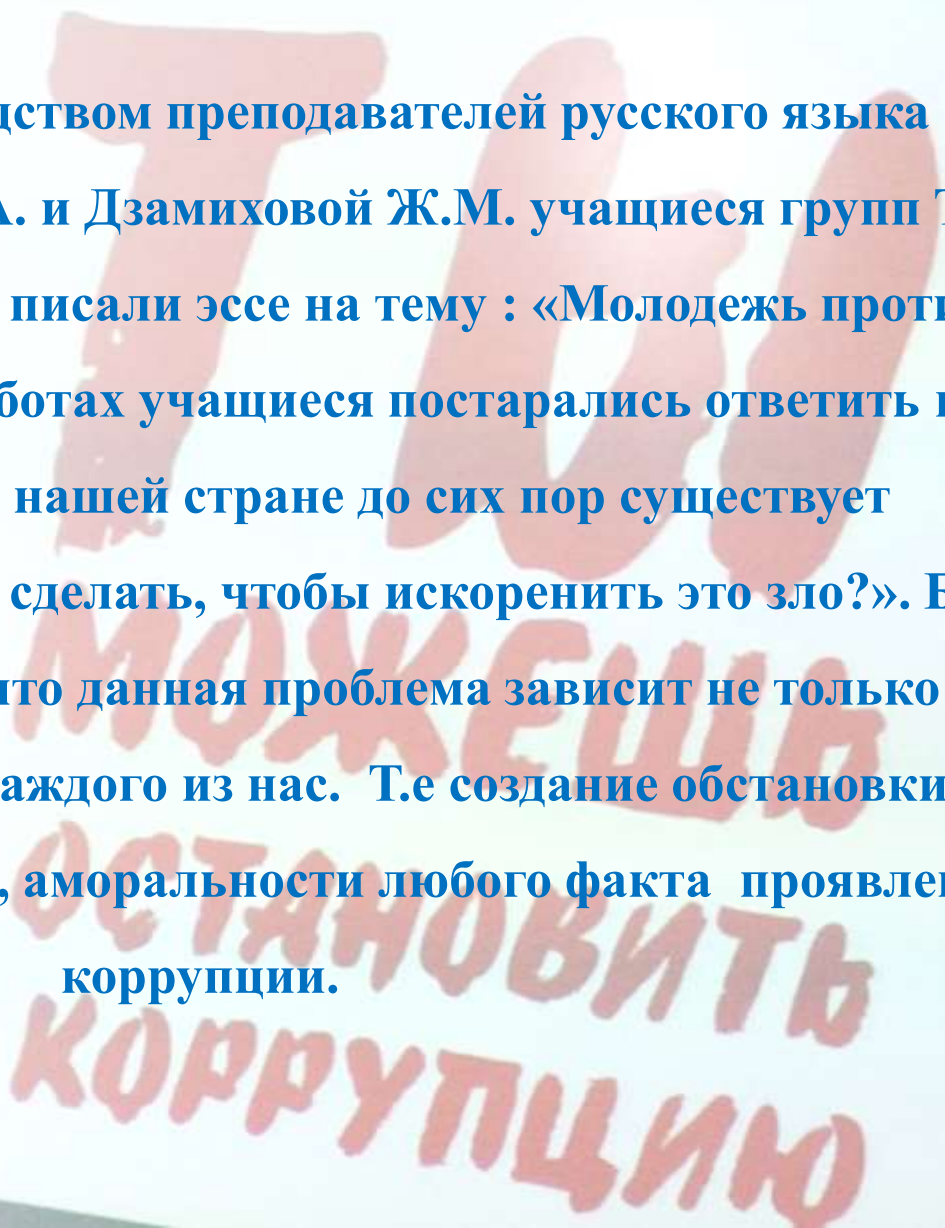 дством преподавателей русского языка
А. и Дзамиховой Ж.М. учащиеся групп Т
писали эссе на тему : «Молодежь проти
ботах учащиеся постарались ответить
нашей стране до сих пор существует
сделать, чтобы искоренить это зло?».
что данная проблема зависит не только
аждого из нас. Т.е создание обстановки
, аморальности любого факта проявле
коррупции.
ТЫ
МОЖЕШЬ
ОСТАНОВИТЬ
КОРРУПЦИЮ